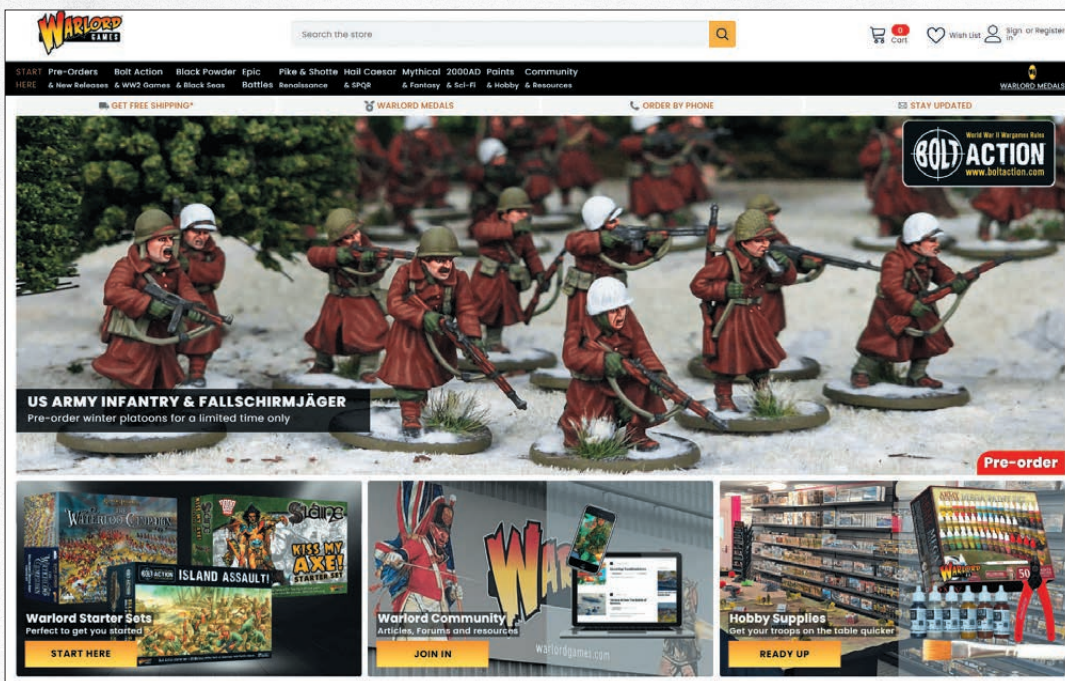 WARLORD
GAMES
Search the store
0
Cart
Wish List
Sign in or Register
START HERE
Pre-Orders & New Releases
Bolt Action & WW2 Games
Black Powder & Black Seas
Epic Battles
Pike & Shotte Renaissance
Hail Caesar & SPQR
Mythical & Fantasy
2000AD & Sci-Fi
Paints & Hobby
Community & Resources
WARLORD MEDALS
GET FREE SHIPPING*
WARLORD MEDALS
ORDER BY PHONE
STAY UPDATED
World War II Wargames Rules
BOLT ACTION
www.boltaction.com
US ARMY INFANTRY & FALLSCHIRMJÄGER
Pre-order winter platoons for a limited time only
Pre-order
WATERLOO CAMPAIGN
Sláine
KISS MY
AXE!
STARTER SET
BOLT ACTION
ISLAND ASSAULT!
Warlord Starter Sets
Perfect to get you started
START HERE
Warlord Community
Articles, Forums and resources
JOIN IN
warlordgames.com
MEGA PAINT SET
WARLORD
50
Hobby Supplies
Get your troops on the table quicker
READY UP